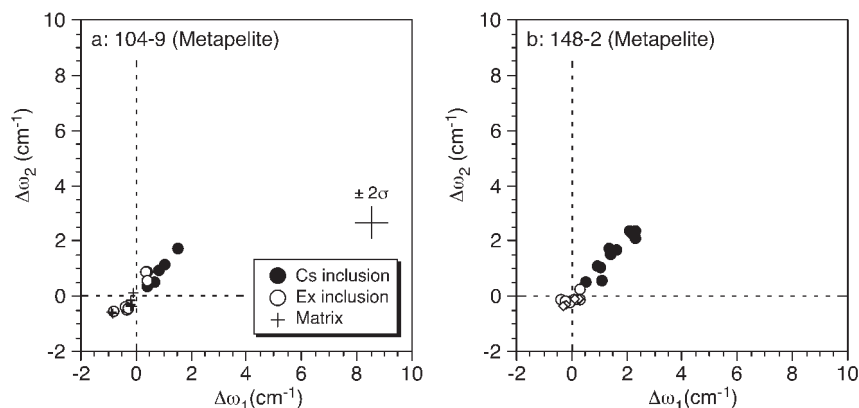 a: 104-9 (Metapelite)
10
8
6
4
2
0
-2
Δω2 (cm-1)
± 2σ
Cs inclusion
Ex inclusion
Matrix
-2 0 2 4 6 8 10
Δω1(cm-1)
b: 148-2 (Metapelite)
10
8
6
4
2
0
-2
Δω2 (cm-1)
-2 0 2 4 6 8 10
Δω1(cm-1)